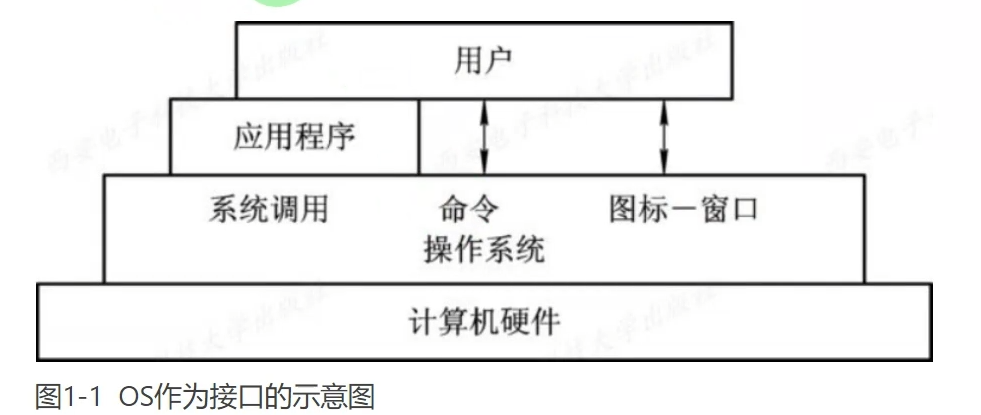 用户
应用程序
系统调用 命令 图标－窗口
操作系统
计算机硬件
图1-1 OS作为接口的示意图